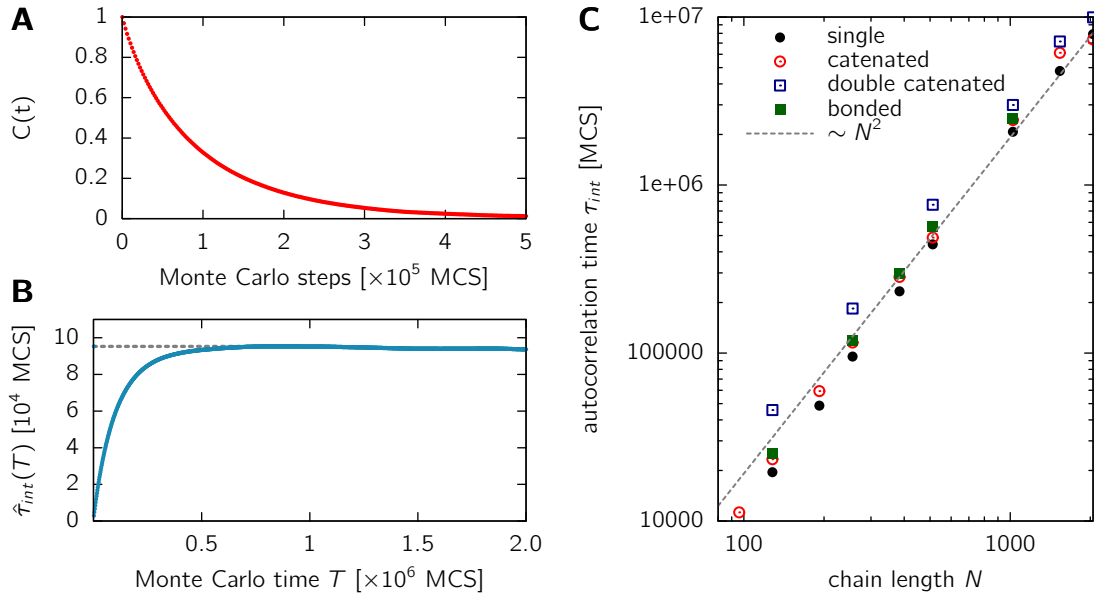 A
1
0.8
0.6
0.4
0.2
0
C(t)
0 1 2 3 4 5
Monte Carlo steps [×10⁵ MCS]
B
10
8
6
4
2
0
τ̂_int(T) [10⁴ MCS]
0.5 1 1.5 2.0
Monte Carlo time T [×10⁶ MCS]
C
1e+07
1e+06
100000
10000
autocorrelation time τ_int [MCS]
single
catenated
double catenated
bonded
∼ N²
100 1000
chain length N